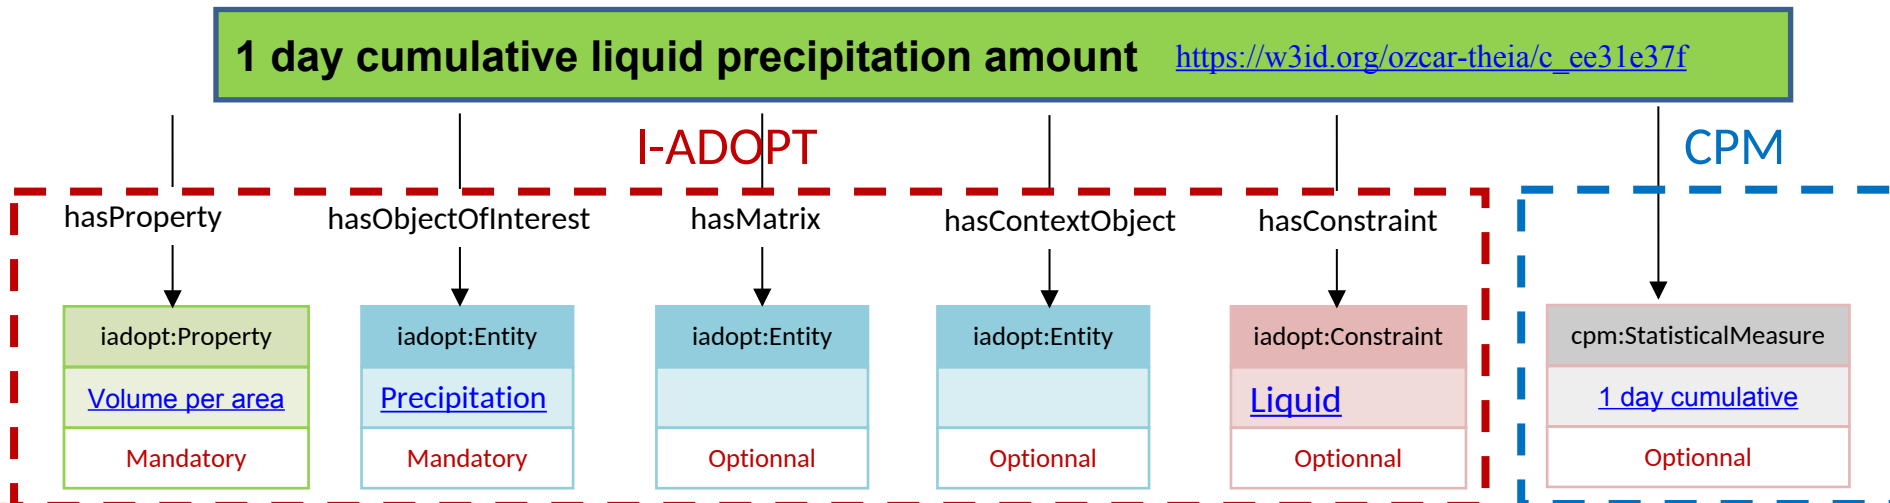 1 day cumulative liquid precipitation amount https://w3id.org/ozcar-theia/c_ee31e37f
I-ADOPT CPM
hasProperty hasObjectOfInterest hasMatrix hasContextObject hasConstraint
iadopt:Property iadopt:Entity iadopt:Entity iadopt:Entity iadopt:Constraint cpm:StatisticalMeasure
Volume per area Precipitation Liquid 1 day cumulative
Mandatory Mandatory Optionnal Optionnal Optionnal Optionnal